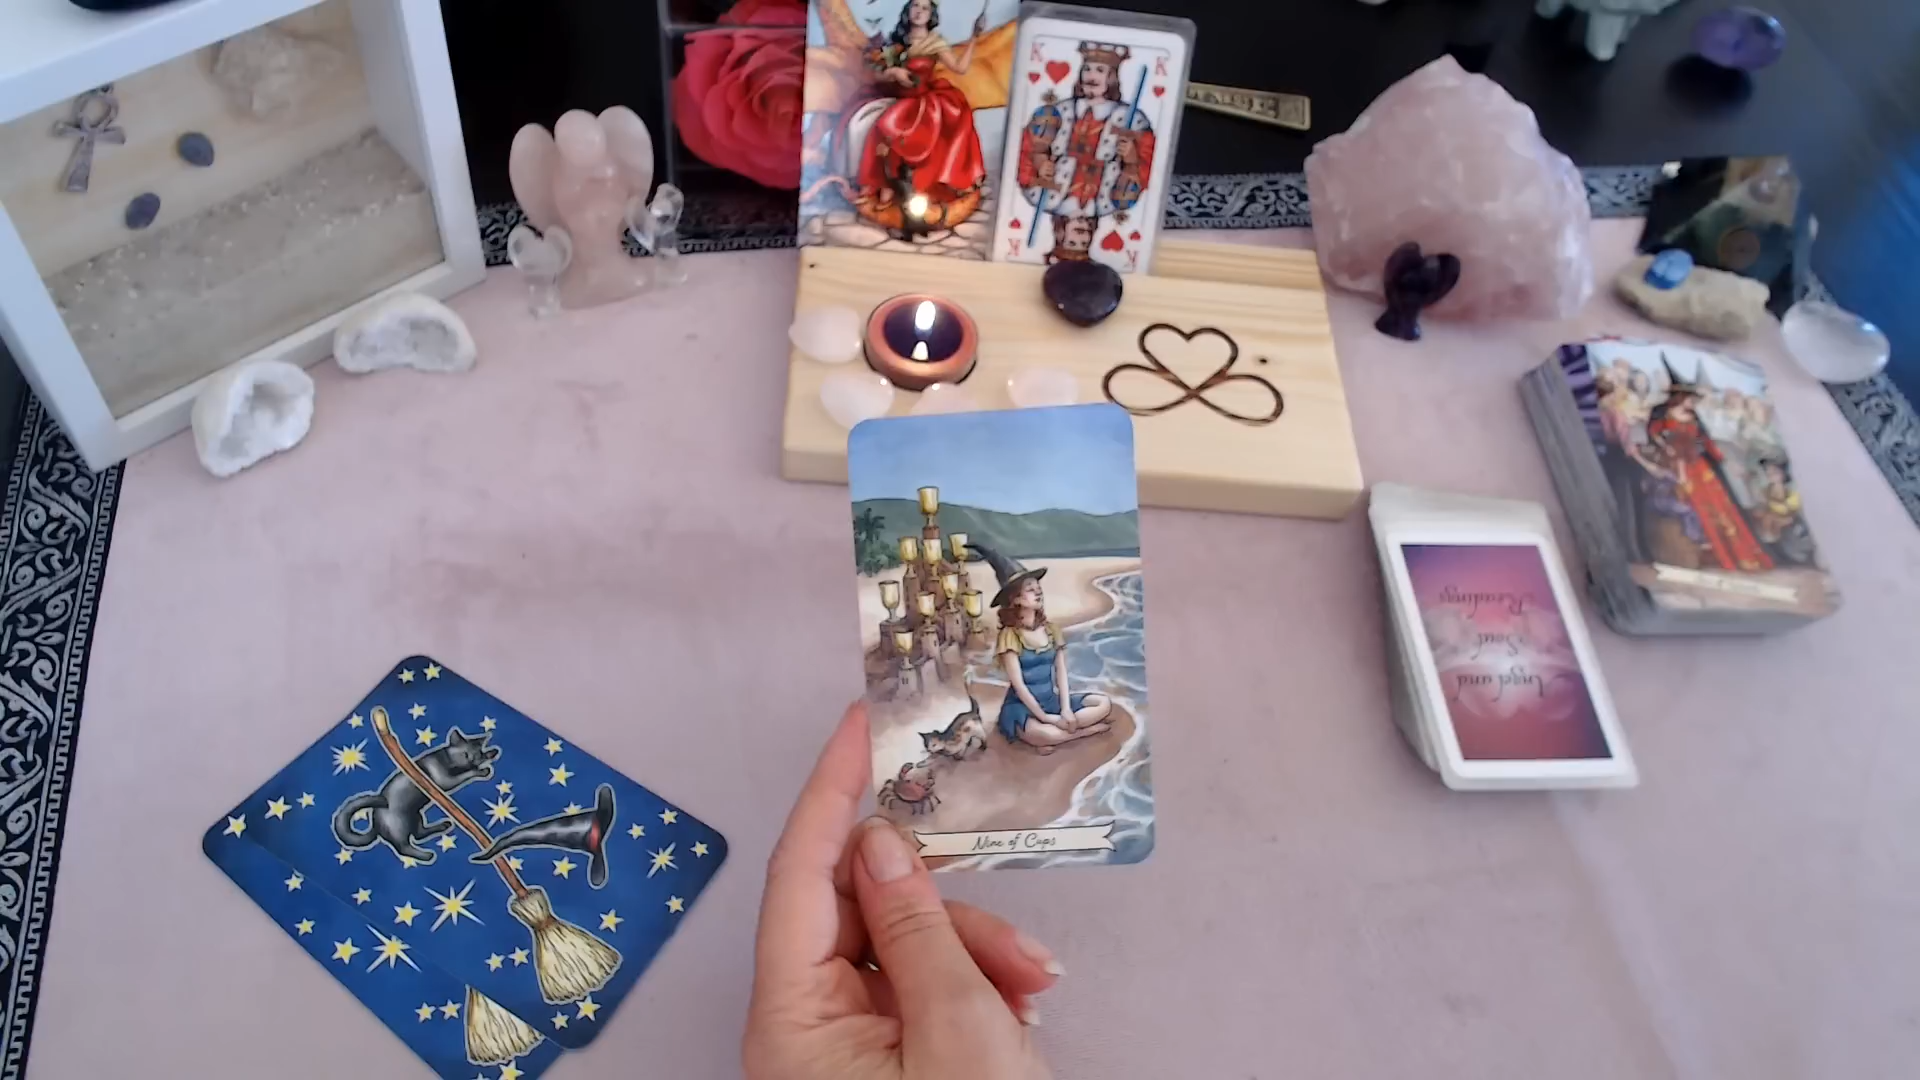 K
K
K
K
Nine of Cups
Angel and
Soul
Readings